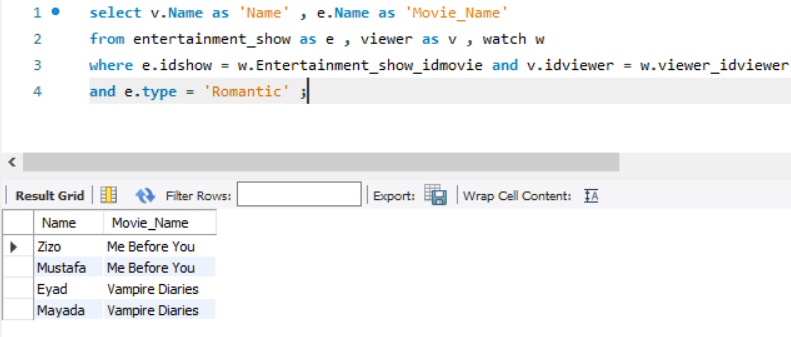 1 select v.Name as 'Name' , e.Name as 'Movie_Name'
2 from entertainment_show as e , viewer as v , watch w
3 where e.idshow = w.Entertainment_show_idmovie and v.idviewer = w.viewer_idviewer
4 and e.type = 'Romantic' ;
Result Grid Filter Rows: Export: Wrap Cell Content: IA
Name Movie_Name
Zizo Me Before You
Mustafa Me Before You
Eyad Vampire Diaries
Mayada Vampire Diaries